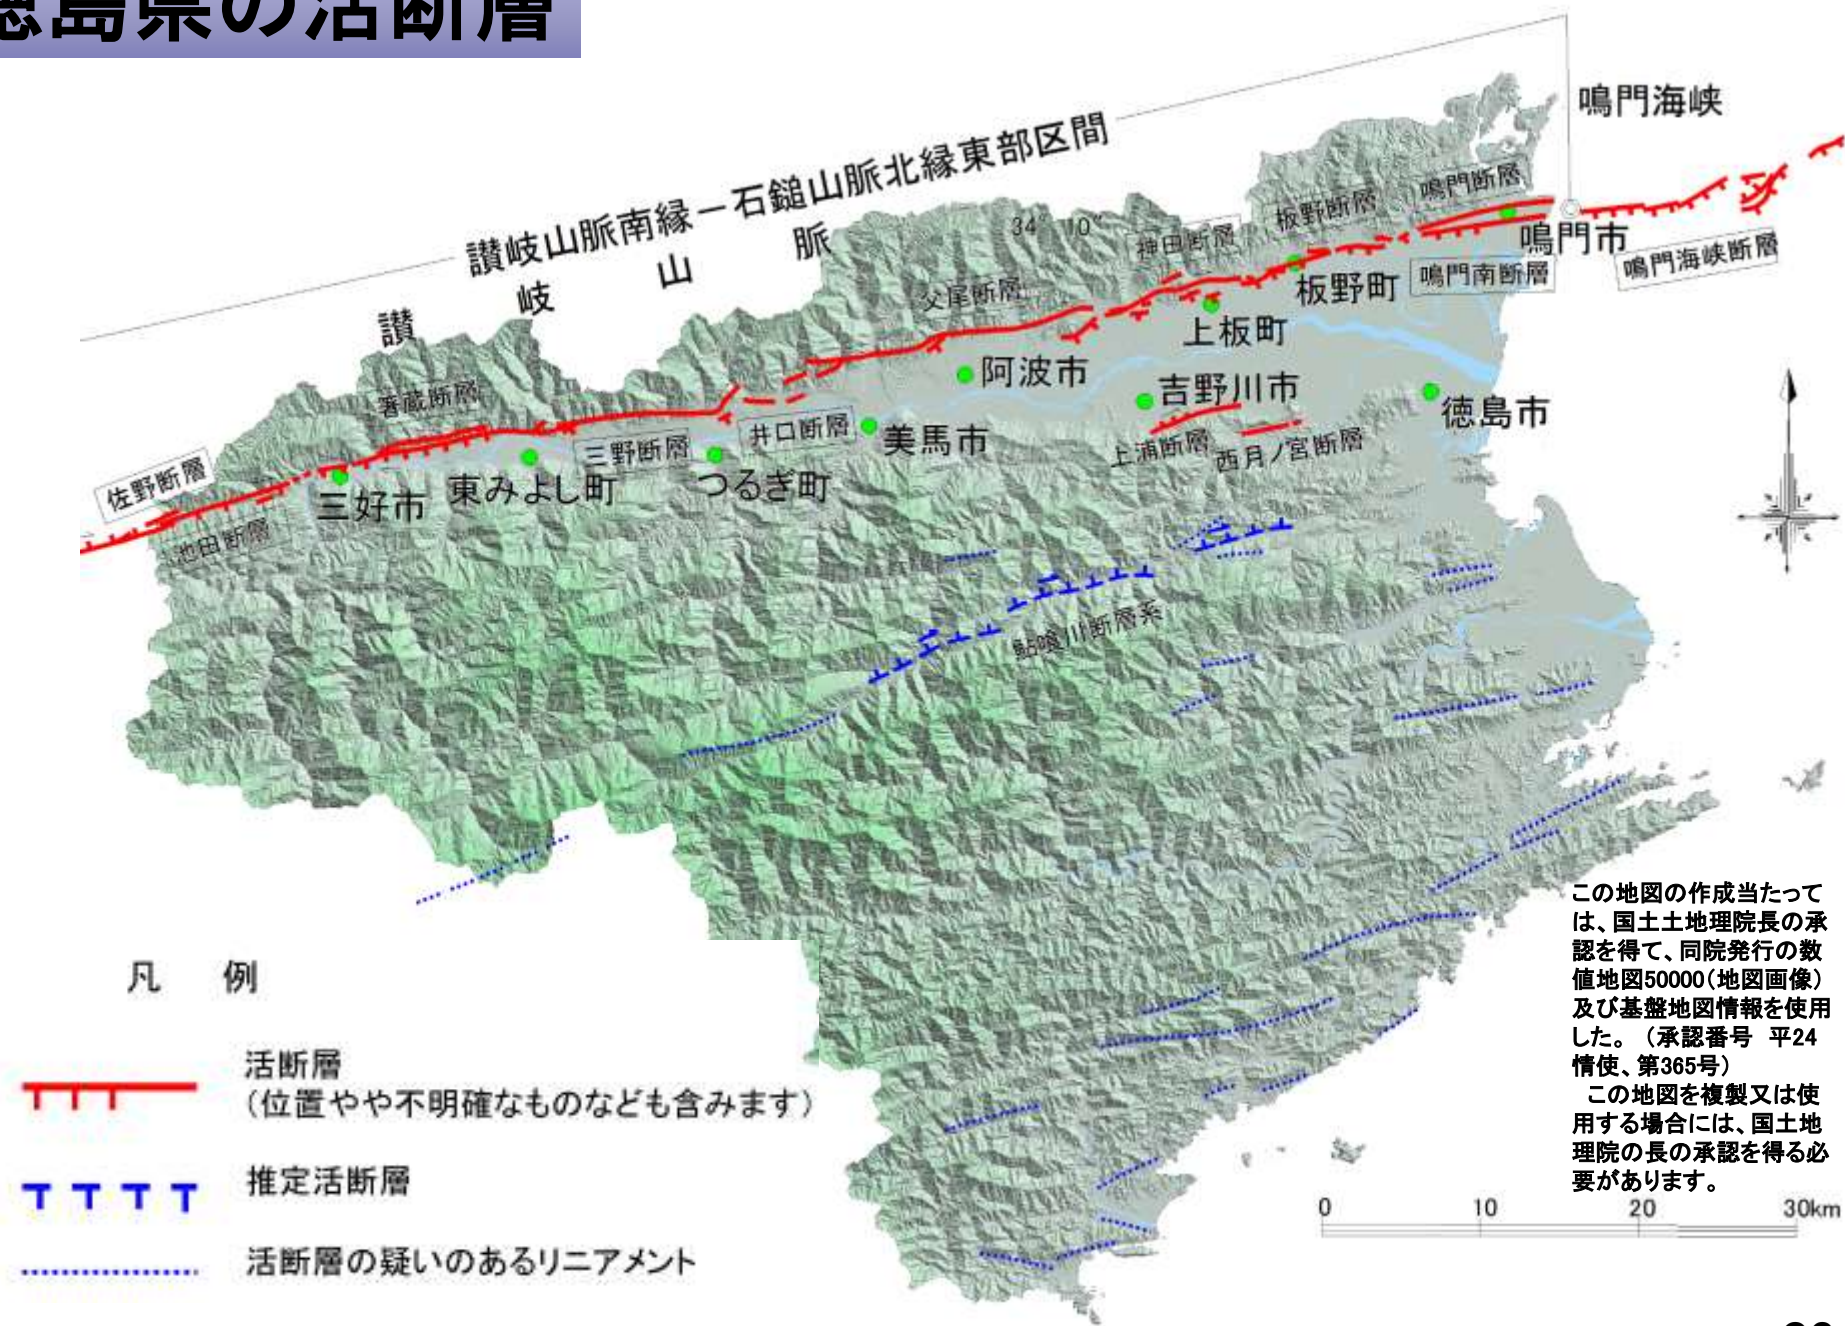 徳島県の活断層
鳴門海峡
讃岐山脈南縁－石鎚山脈北縁東部区間
讃 岐 山 脈
34° 10″
鳴門断層
板野断層
神田断層
鳴門市
鳴門海峡断層
鳴門南断層
板野町
上板町
父尾断層
阿波市
吉野川市
徳島市
箸蔵断層
井口断層
美馬市
上浦断層
西月ノ宮断層
三野断層
つるぎ町
佐野断層
三好市
東みよし町
池田断層
鮎喰川断層系
この地図の作成当たって
は、国土土地理院長の承
認を得て、同院発行の数
値地図50000（地図画像）
及び基盤地図情報を使用
した。（承認番号 平24
情使、第365号）
この地図を複製又は使
用する場合には、国土地
理院の長の承認を得る必
要があります。
0 10 20 30km
凡 例
活断層
（位置やや不明確なものなども含みます）
推定活断層
活断層の疑いのあるリニアメント